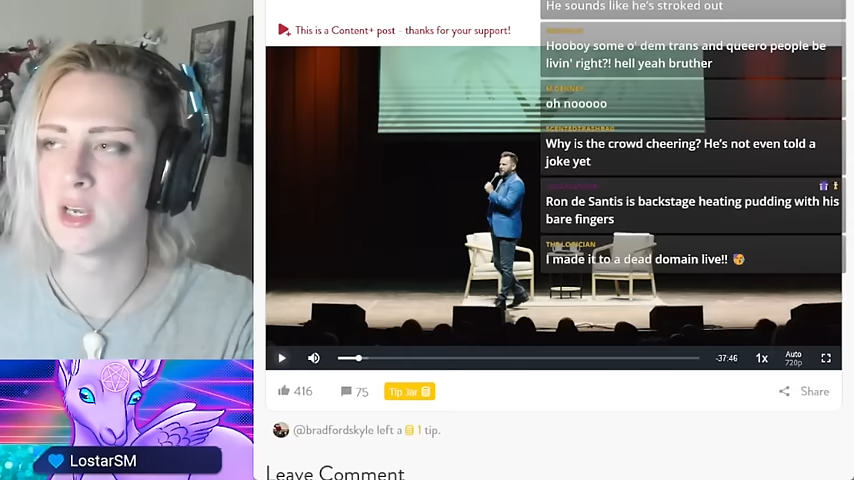 He sounds like he's stroked out
This is a Content+ post - thanks for your support!
Hooboy some o' dem trans and queero people be
livin' right?! hell yeah bruther
oh nooooo
Why is the crowd cheering? He's not even told a
joke yet
Ron de Santis is backstage heating pudding with his
bare fingers
I made it to a dead domain live!!
-37:46
1x
Auto
720p
416
75
Tip Jar
Share
@bradfordskyle left a 1 tip.
Leave Comment
LostarSM